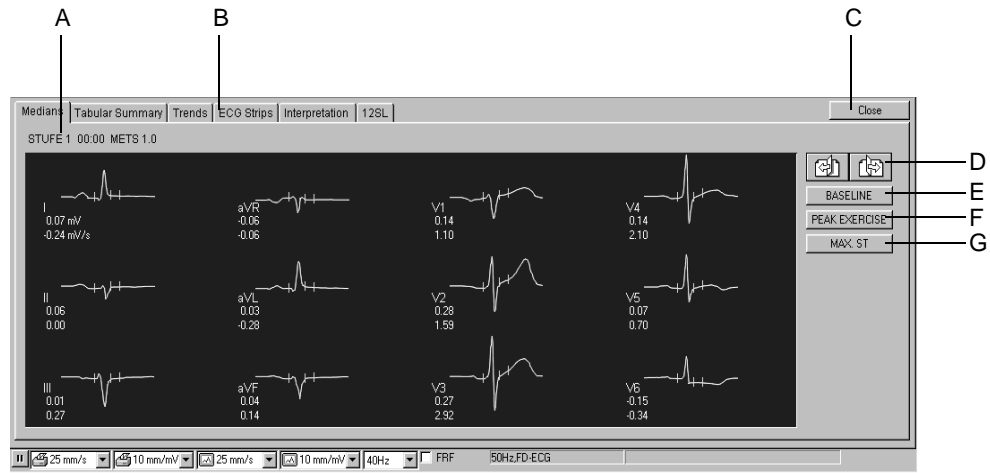 A B C
Medians Tabular Summary Trends ECG Strips Interpretation 12SL Close
STUFE 1 00:00 METS 1.0
D
BASELINE E
PEAK EXERCISE F
MAX. ST G
I aVR V1 V4
0.07 mV -0.06 0.14 0.14
-0.24 mV/s -0.06 1.10 2.10
II aVL V2 V5
0.06 0.03 0.28 0.07
0.00 -0.28 1.59 0.70
III aVF V3 V6
0.01 0.04 0.27 -0.15
0.27 0.14 2.92 -0.34
25 mm/s 10 mm/mV 25 mm/s 10 mm/mV 40Hz FRF 50Hz,FD-ECG